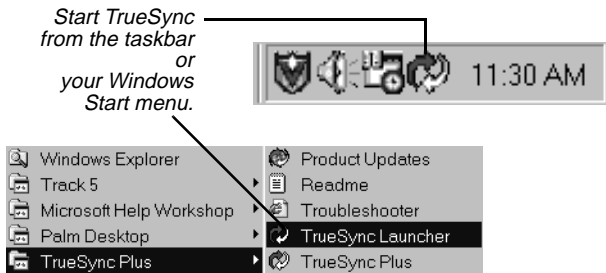 Start TrueSync
from the taskbar
or
your Windows
Start menu.
11:30 AM
Windows Explorer
Track 5
Microsoft Help Workshop
Palm Desktop
TrueSync Plus
Product Updates
Readme
Troubleshooter
TrueSync Launcher
TrueSync Plus